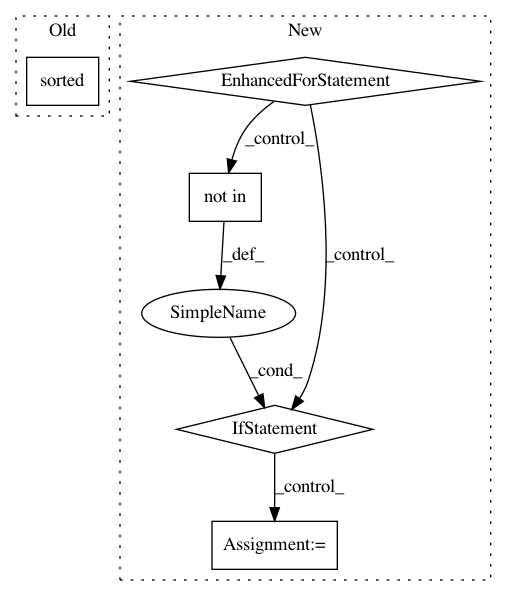 Old
New
sorted
EnhancedForStatement
_control_
not in
_control_
_def_
SimpleName
_cond_
IfStatement
_control_
Assignment:=